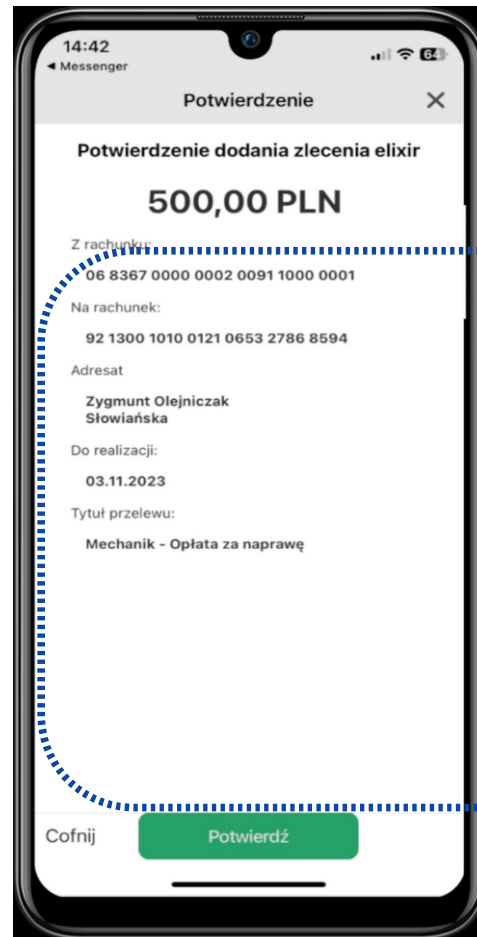 14:42
◀ Messenger
64
Potwierdzenie
Potwierdzenie dodania zlecenia elixir
500,00 PLN
Z rachunku:
06 8367 0000 0002 0091 1000 0001
Na rachunek:
92 1300 1010 0121 0653 2786 8594
Adresat
Zygmunt Olejniczak
Słowiańska
Do realizacji:
03.11.2023
Tytuł przelewu:
Mechanik - Opłata za naprawę
Cofnij
Potwierdź